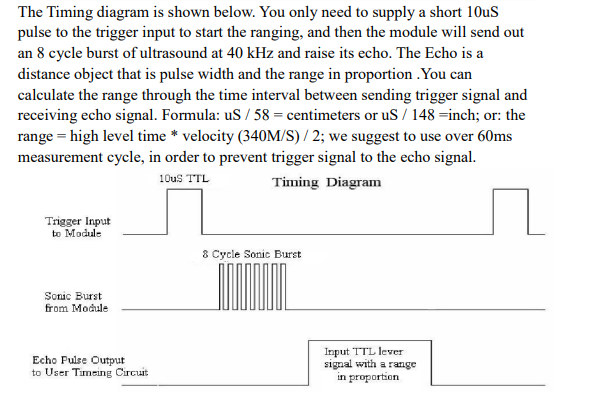 The Timing diagram is shown below. You only need to supply a short 10uS
pulse to the trigger input to start the ranging, and then the module will send out
an 8 cycle burst of ultrasound at 40 kHz and raise its echo. The Echo is a
distance object that is pulse width and the range in proportion .You can
calculate the range through the time interval between sending trigger signal and
receiving echo signal. Formula: uS / 58 = centimeters or uS / 148 =inch; or: the
range = high level time * velocity (340M/S) / 2; we suggest to use over 60ms
measurement cycle, in order to prevent trigger signal to the echo signal.
10uS TTL
Timing Diagram
Trigger Input
to Module
8 Cycle Sonic Burst
Sonic Burst
from Module
Input TTL lever
signal with a range
in proportion
Echo Pulse Output
to User Timeing Circuit